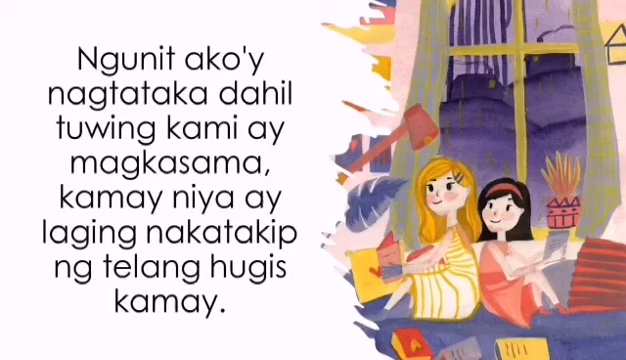 Ngunit ako'y
nagtataka dahil
tuwing kami ay
magkasama,
kamay niya ay
laging nakatakip
ng telang hugis
kamay.